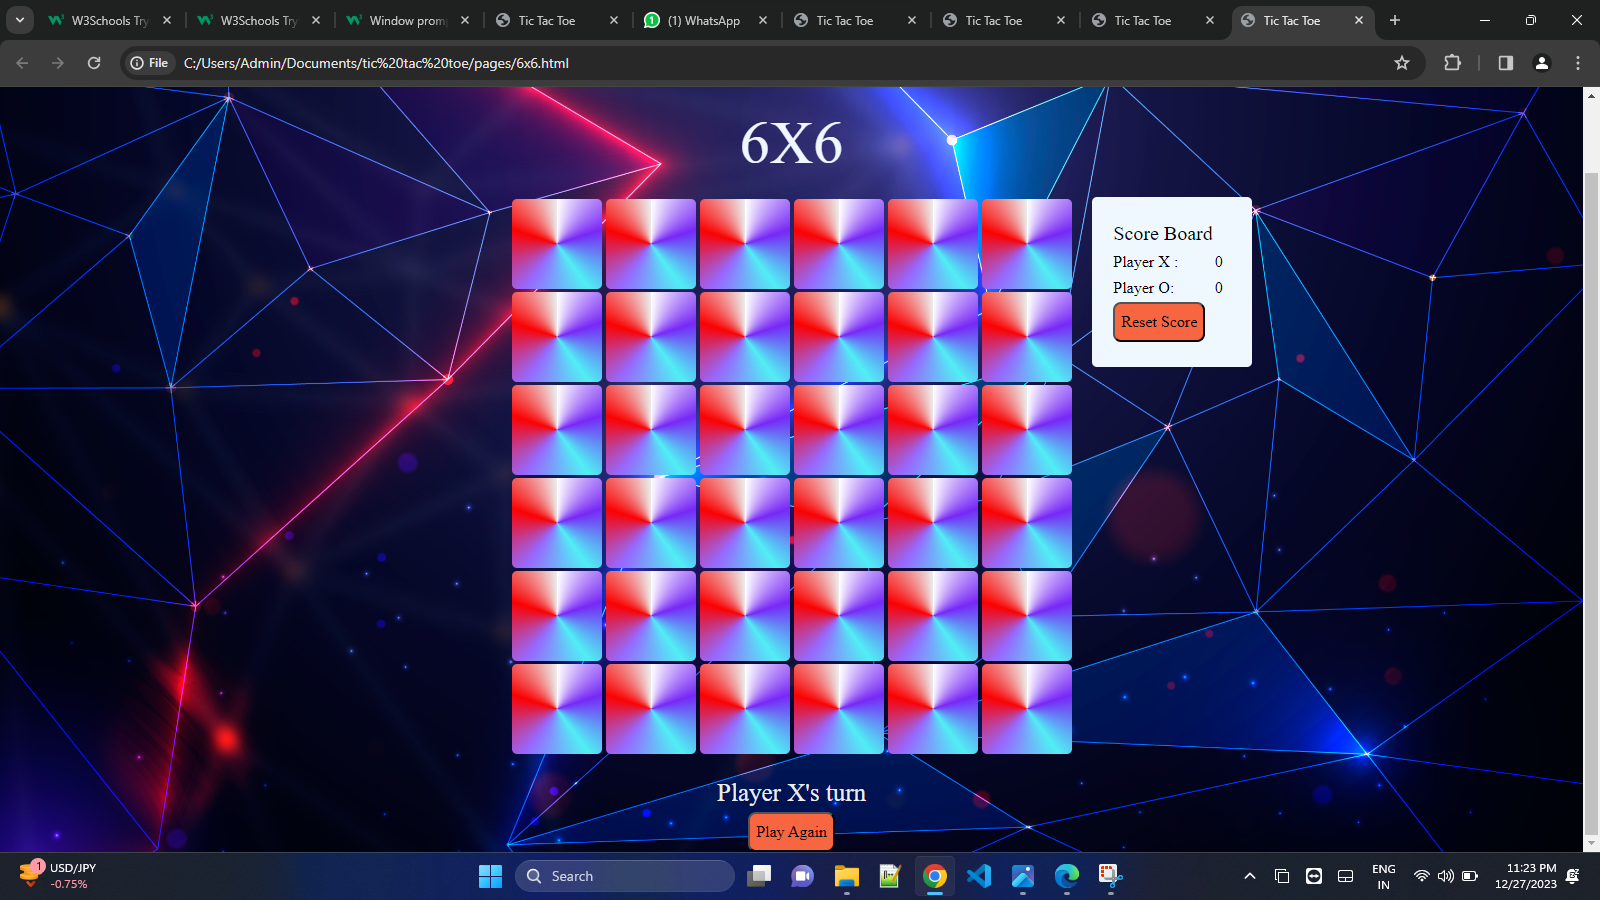 W3Schools Try
W3Schools Try
Window prom
Tic Tac Toe
(1) WhatsApp
Tic Tac Toe
Tic Tac Toe
Tic Tac Toe
Tic Tac Toe
File
C:/Users/Admin/Documents/tic%20tac%20toe/pages/6x6.html
6X6
Score Board
Player X : 0
Player O: 0
Reset Score
Player X's turn
Play Again
1
USD/JPY
-0.75%
Search
ENG
IN
11:23 PM
12/27/2023